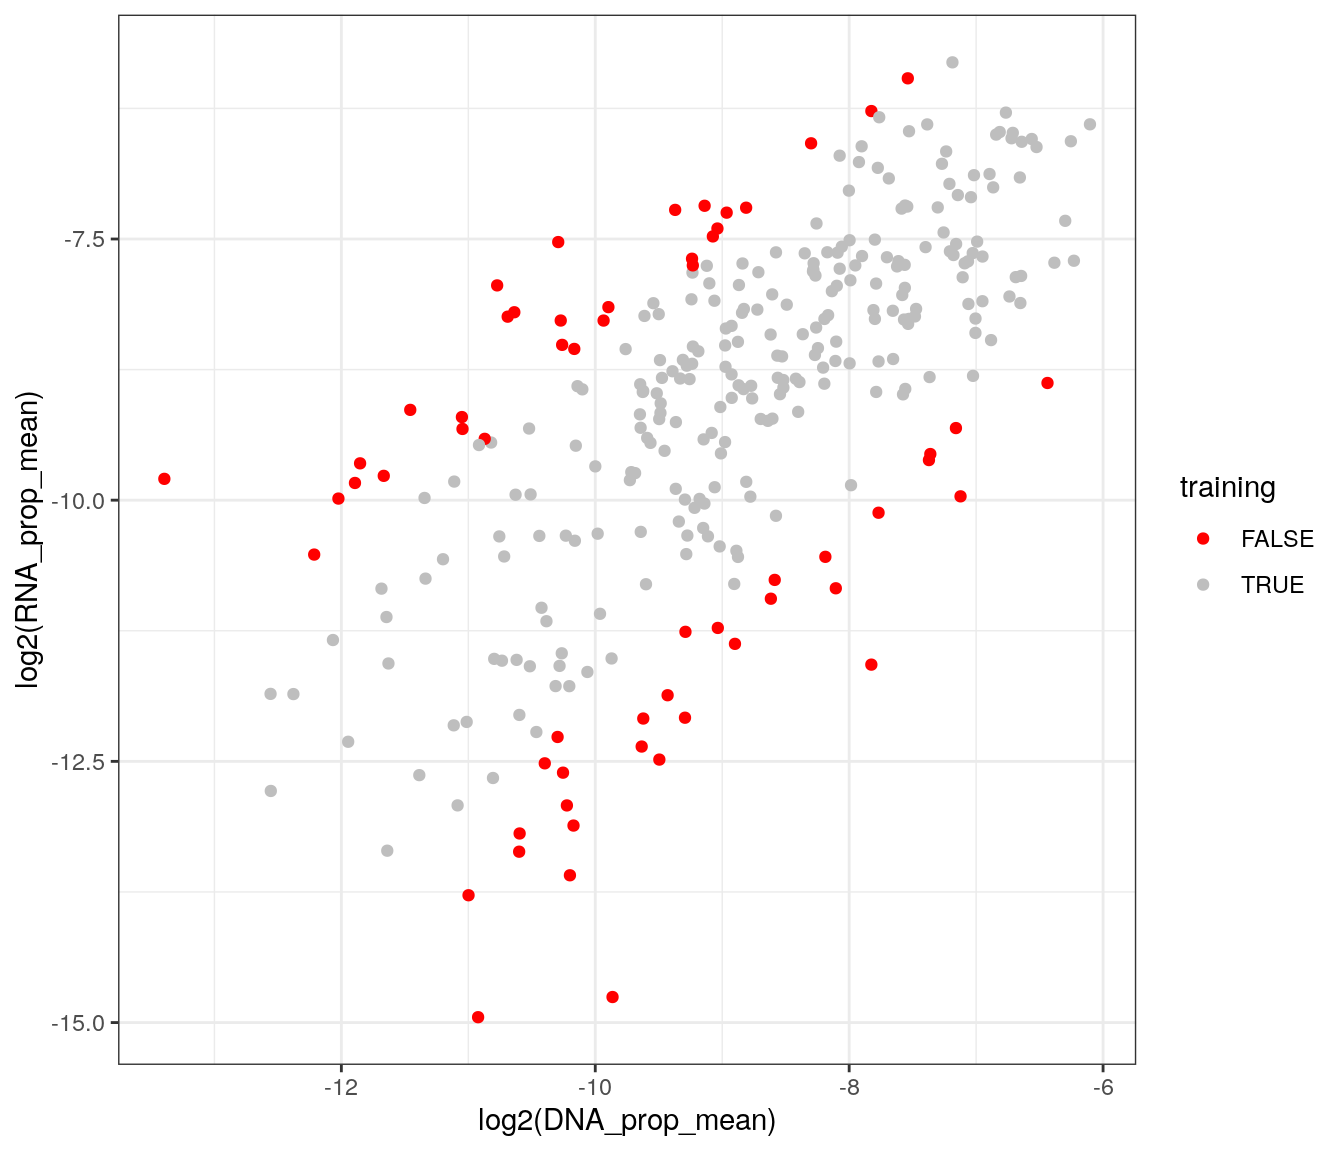 -7.5
-10.0
-12.5
-15.0
log2(RNA_prop_mean)
-12
-10
-8
-6
log2(DNA_prop_mean)
training
FALSE
TRUE